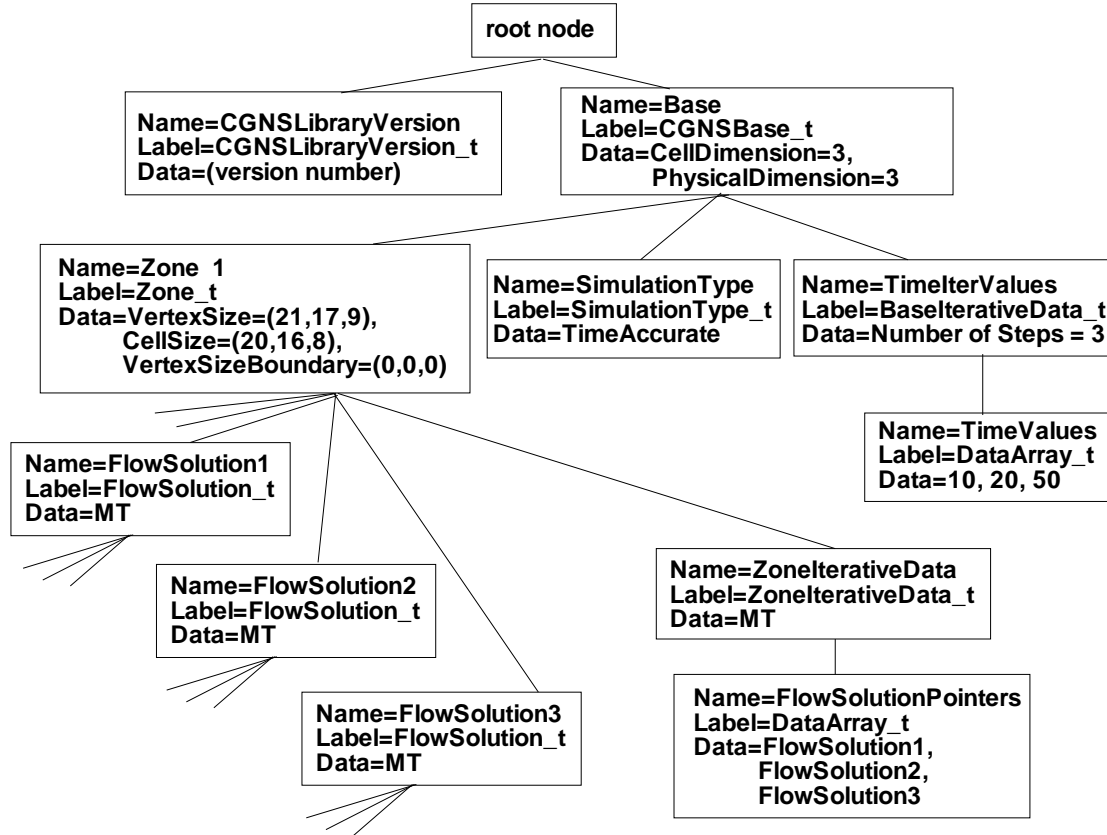 root node
Name=CGNSLibraryVersion
Label=CGNSLibraryVersion_t
Data=(version number)
Name=Base
Label=CGNSBase_t
Data=CellDimension=3,
PhysicalDimension=3
Name=Zone 1
Label=Zone_t
Data=VertexSize=(21,17,9),
CellSize=(20,16,8),
VertexSizeBoundary=(0,0,0)
Name=SimulationType
Label=SimulationType_t
Data=TimeAccurate
Name=TimeIterValues
Label=BaseIterativeData_t
Data=Number of Steps = 3
Name=TimeValues
Label=DataArray_t
Data=10, 20, 50
Name=FlowSolution1
Label=FlowSolution_t
Data=MT
Name=FlowSolution2
Label=FlowSolution_t
Data=MT
Name=FlowSolution3
Label=FlowSolution_t
Data=MT
Name=ZoneIterativeData
Label=ZoneIterativeData_t
Data=MT
Name=FlowSolutionPointers
Label=DataArray_t
Data=FlowSolution1,
FlowSolution2,
FlowSolution3